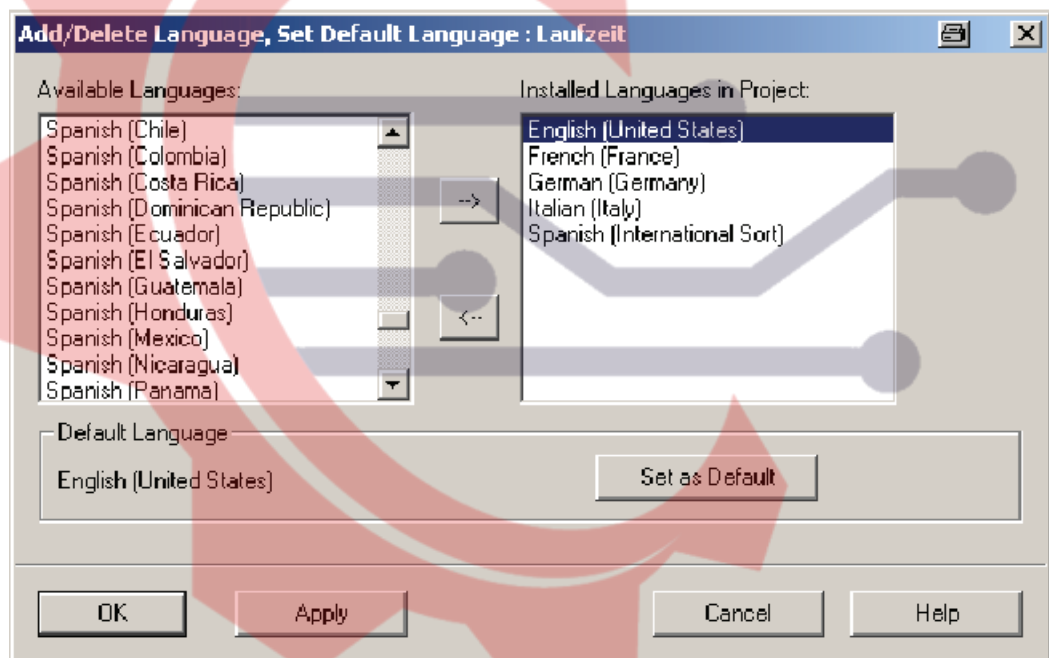 Add/Delete Language, Set Default Language : Laufzeit
Available Languages:
Spanish (Chile)
Spanish (Colombia)
Spanish (Costa Rica)
Spanish (Dominican Republic)
Spanish (Ecuador)
Spanish (El Salvador)
Spanish (Guatemala)
Spanish (Honduras)
Spanish (Mexico)
Spanish (Nicaragua)
Spanish (Panama)
-->
<--
Installed Languages in Project:
English (United States)
French (France)
German (Germany)
Italian (Italy)
Spanish (International Sort)
Default Language
English (United States)
Set as Default
OK
Apply
Cancel
Help